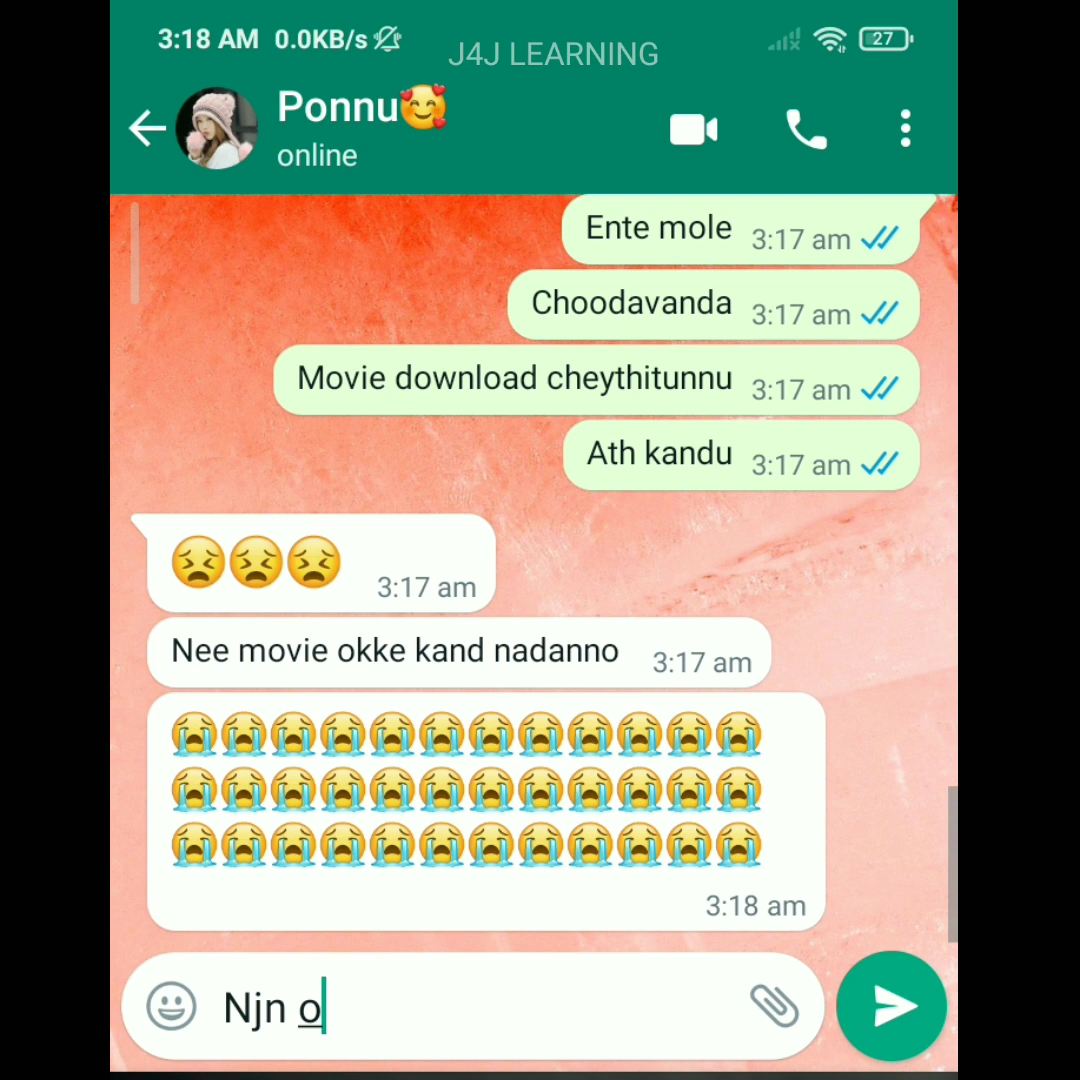 3:18 AM 0.0KB/s
27
J4J LEARNING
Ponnu🥰
online
Ente mole 3:17 am
Choodavanda 3:17 am
Movie download cheythitunnu 3:17 am
Ath kandu 3:17 am
😣😣😣 3:17 am
Nee movie okke kand nadanno 3:17 am
😭😭😭😭😭😭😭😭😭😭😭😭
😭😭😭😭😭😭😭😭😭😭😭😭
😭😭😭😭😭😭😭😭😭😭😭😭
3:18 am
Njn o